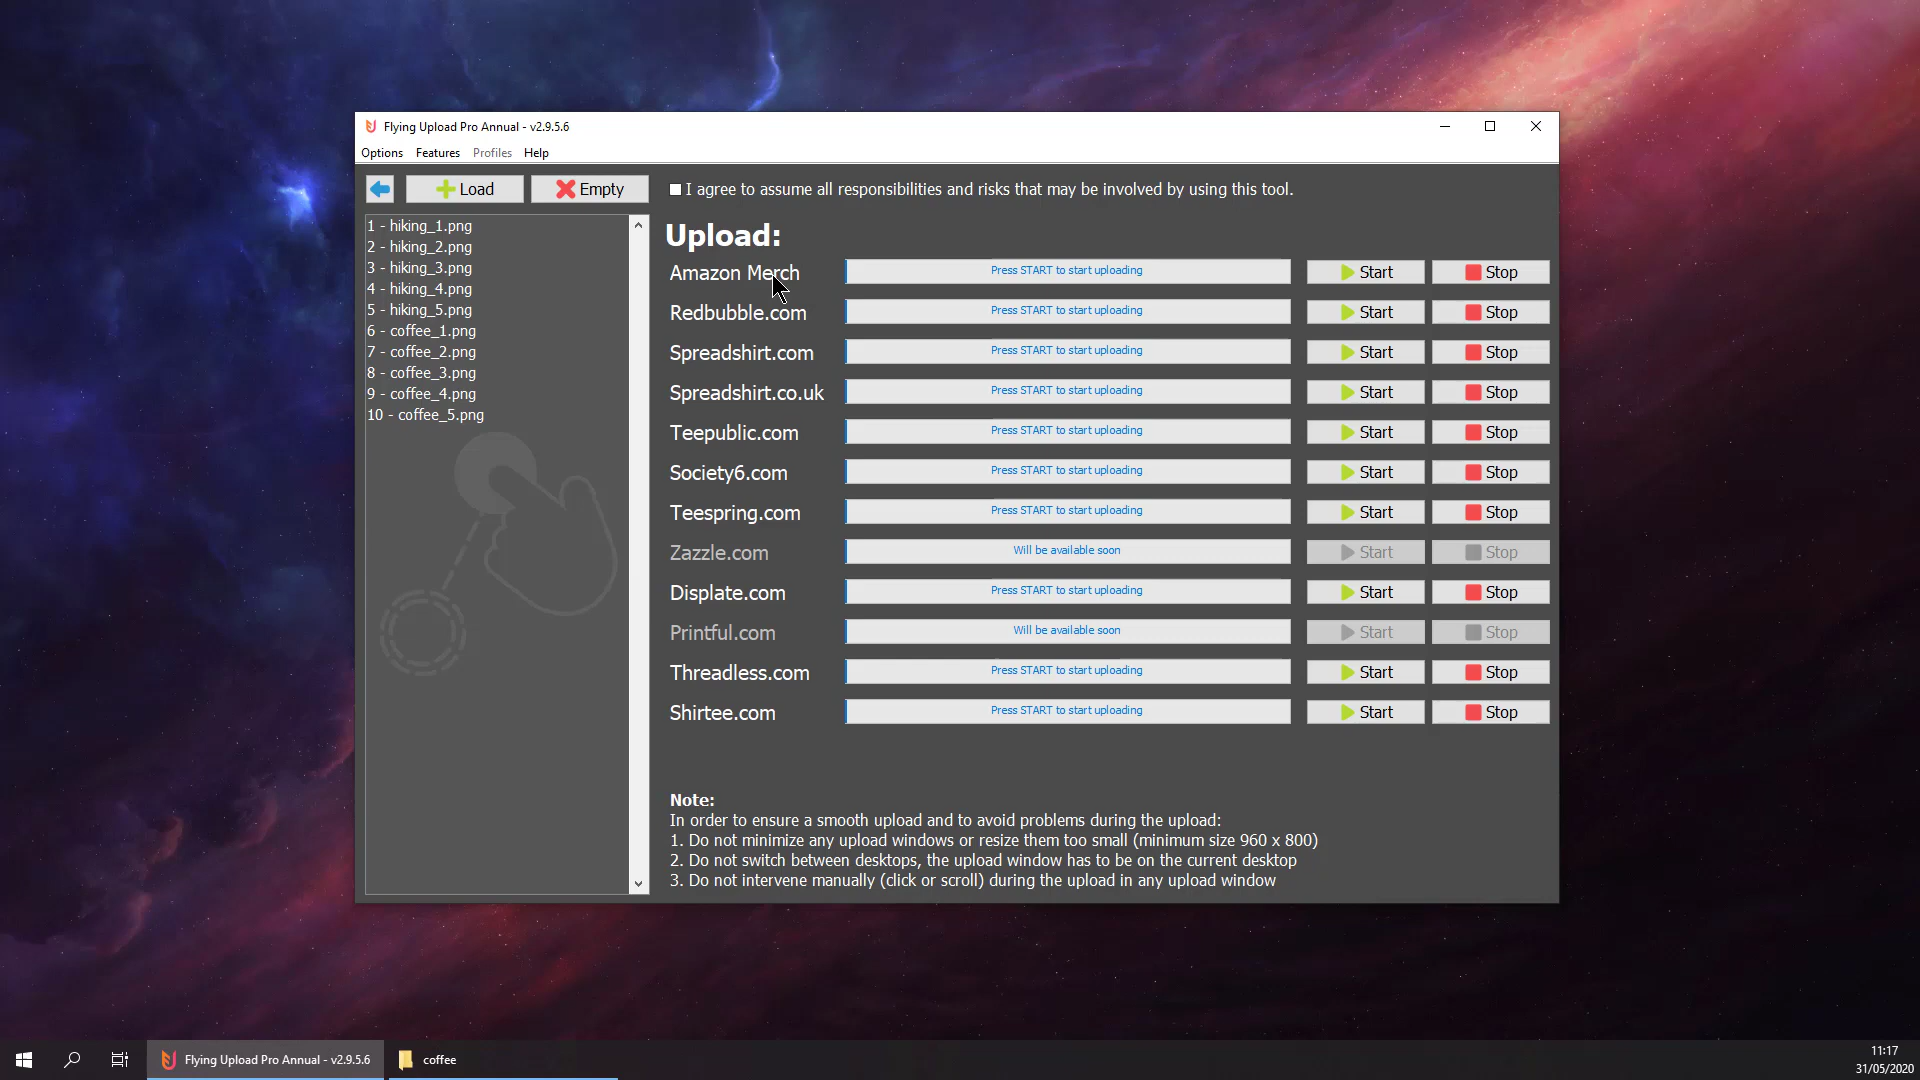 Flying Upload Pro Annual - v2.9.5.6
Options Features Profiles Help
Load Empty
I agree to assume all responsibilities and risks that may be involved by using this tool.
1 - hiking_1.png
2 - hiking_2.png
3 - hiking_3.png
4 - hiking_4.png
5 - hiking_5.png
6 - coffee_1.png
7 - coffee_2.png
8 - coffee_3.png
9 - coffee_4.png
10 - coffee_5.png
Upload:
Amazon Merch Press START to start uploading Start Stop
Redbubble.com Press START to start uploading Start Stop
Spreadshirt.com Press START to start uploading Start Stop
Spreadshirt.co.uk Press START to start uploading Start Stop
Teepublic.com Press START to start uploading Start Stop
Society6.com Press START to start uploading Start Stop
Teespring.com Press START to start uploading Start Stop
Zazzle.com Will be available soon Start Stop
Displate.com Press START to start uploading Start Stop
Printful.com Will be available soon Start Stop
Threadless.com Press START to start uploading Start Stop
Shirtee.com Press START to start uploading Start Stop
Note:
In order to ensure a smooth upload and to avoid problems during the upload:
1. Do not minimize any upload windows or resize them too small (minimum size 960 x 800)
2. Do not switch between desktops, the upload window has to be on the current desktop
3. Do not intervene manually (click or scroll) during the upload in any upload window
Flying Upload Pro Annual - v2.9.5.6 coffee
11:17
31/05/2020